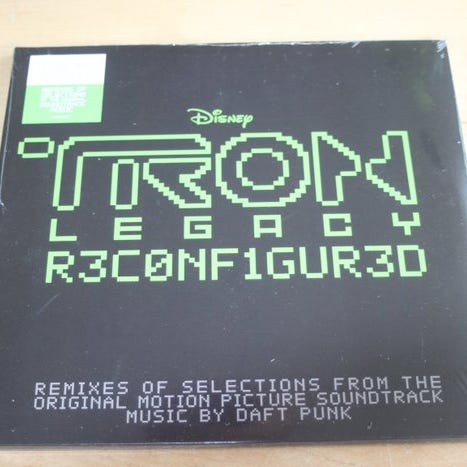 Disney
TRON
LEGACY
R3C0NF1GUR3D
REMIXES OF SELECTIONS FROM THE
ORIGINAL MOTION PICTURE SOUNDTRACK
MUSIC BY DAFT PUNK